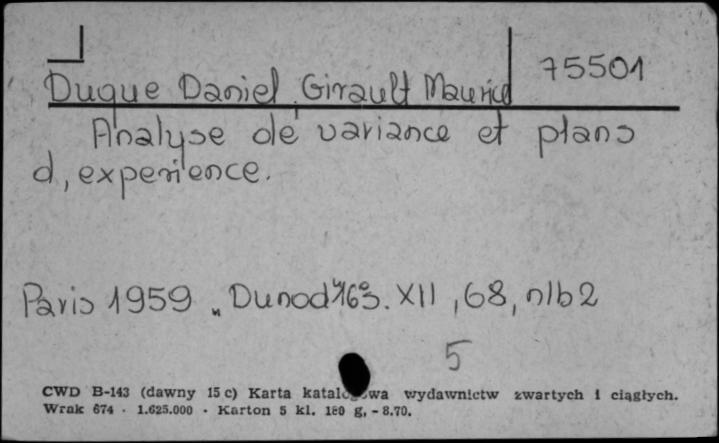 75501
Duque Daniel, Girault Maurice
Analyse de variance et plans
d, experience.
Paris 1959 „Dunod" 16°s. XII, 68, nlb 2
5
CWD B-143 (dawny 15 c) Karta katalogowa wydawnictw zwartych i ciągłych.
Wrak 674 · 1.625.000 · Karton 5 kl. 180 g, - 8.70.